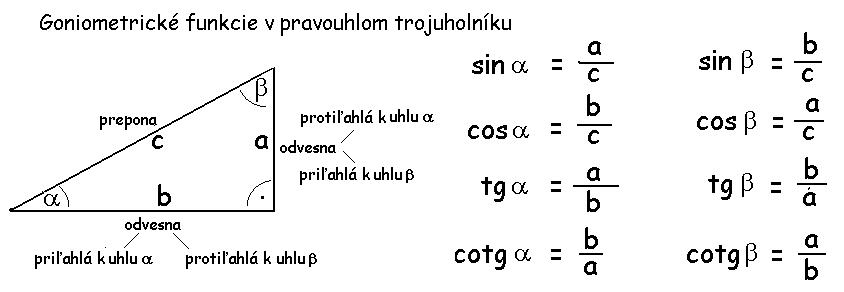 Goniometrické funkcie v pravouhlom trojuholníku
prepona
c
β
a
α
b
odvesna
protiľahlá k uhlu α
priľahlá k uhlu β
odvesna
priľahlá k uhlu α
protiľahlá k uhlu β
sin α = a/c
cos α = b/c
tg α = a/b
cotg α = b/a
sin β = b/c
cos β = a/c
tg β = b/a
cotg β = a/b